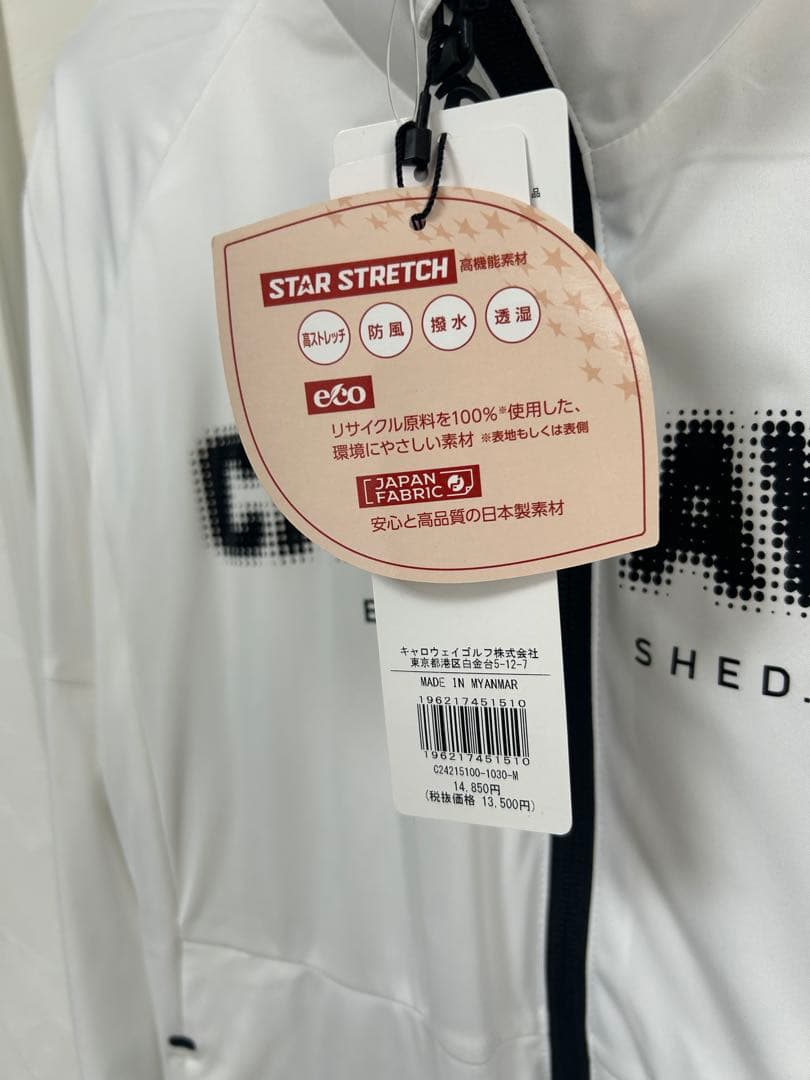 品
STAR STRETCH 高機能素材
高ストレッチ 防風 撥水 透湿
eco
リサイクル原料を100%※使用した、
環境にやさしい素材 ※表地もしくは表側
JAPAN
FABRIC
安心と高品質の日本製素材
キャロウェイゴルフ株式会社
東京都港区白金台5-12-7
MADE IN MYANMAR
196217451510
196217451510
C24215100-1030-M
14,850円
(税抜価格 13,500円)
SHED